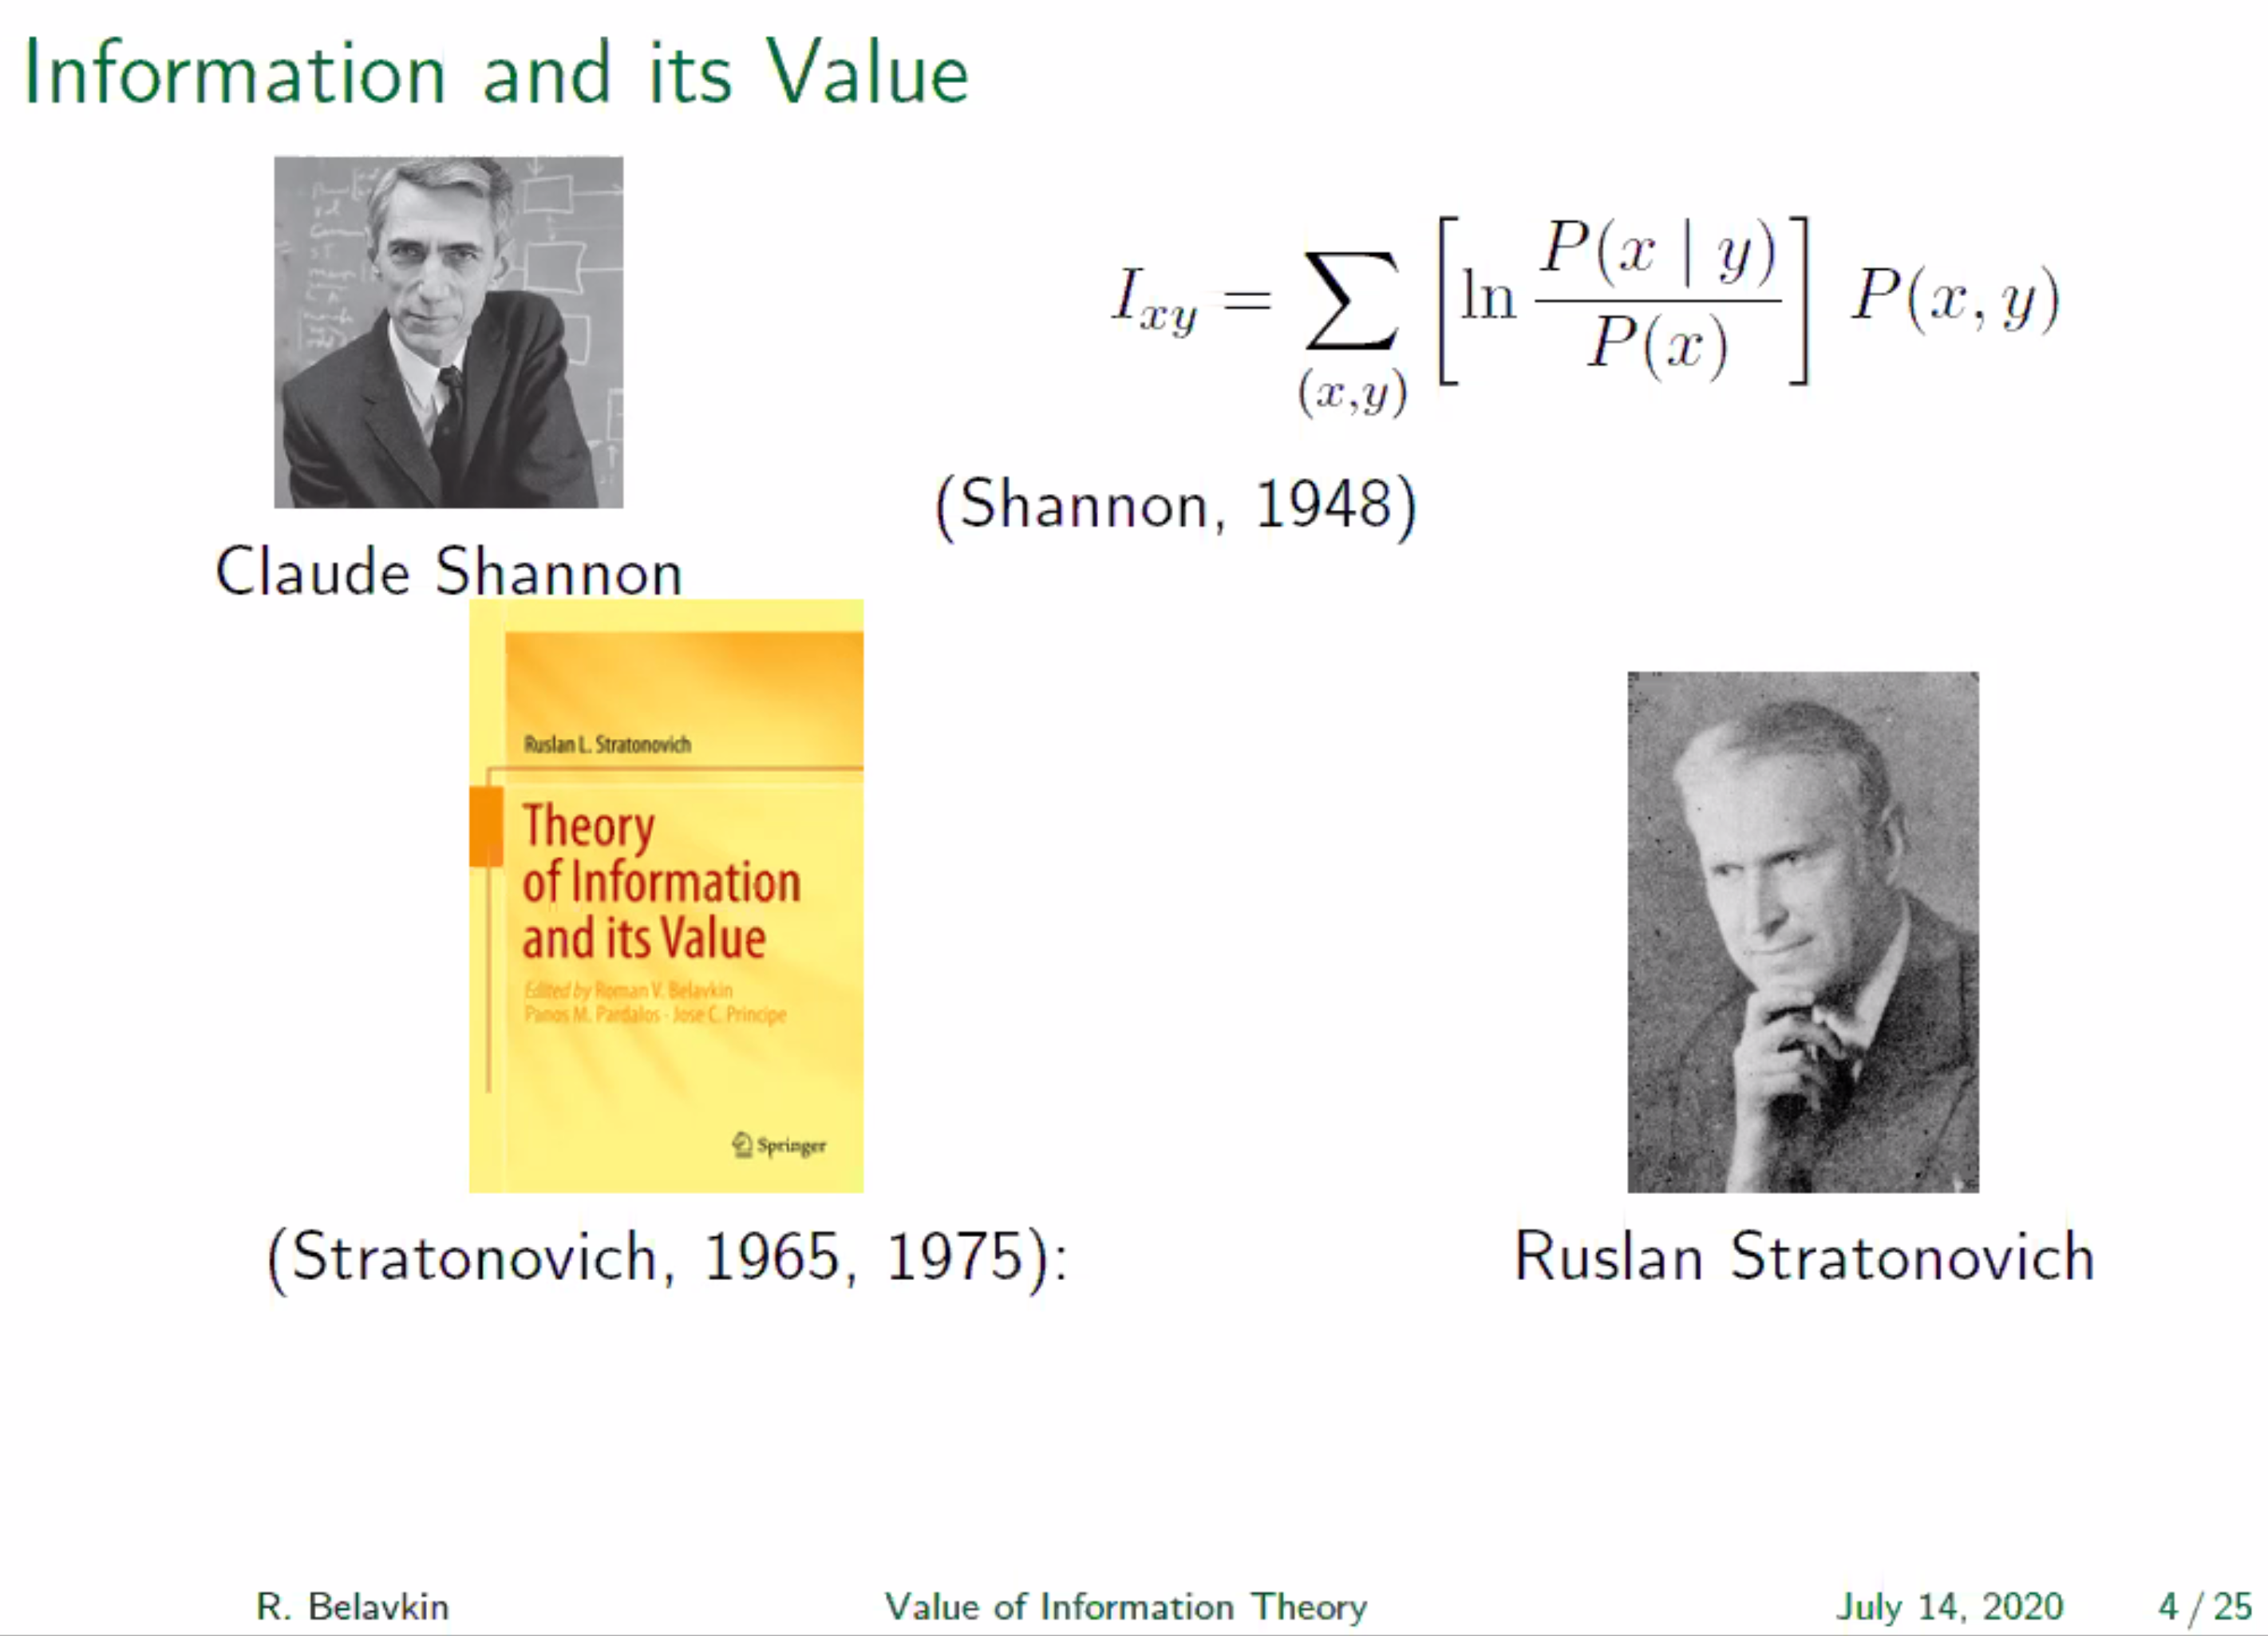 Information and its Value
I_{xy} = \sum_{(x,y)} \left[ \ln \frac{P(x \mid y)}{P(x)} \right] P(x, y)
(Shannon, 1948)
Claude Shannon
Ruslan L. Stratonovich
Theory
of Information
and its Value
Edited by Roman V. Belavkin
Panos M. Pardalos · Jose C. Principe
Springer
(Stratonovich, 1965, 1975):
Ruslan Stratonovich
R. Belavkin
Value of Information Theory
July 14, 2020
4 / 25